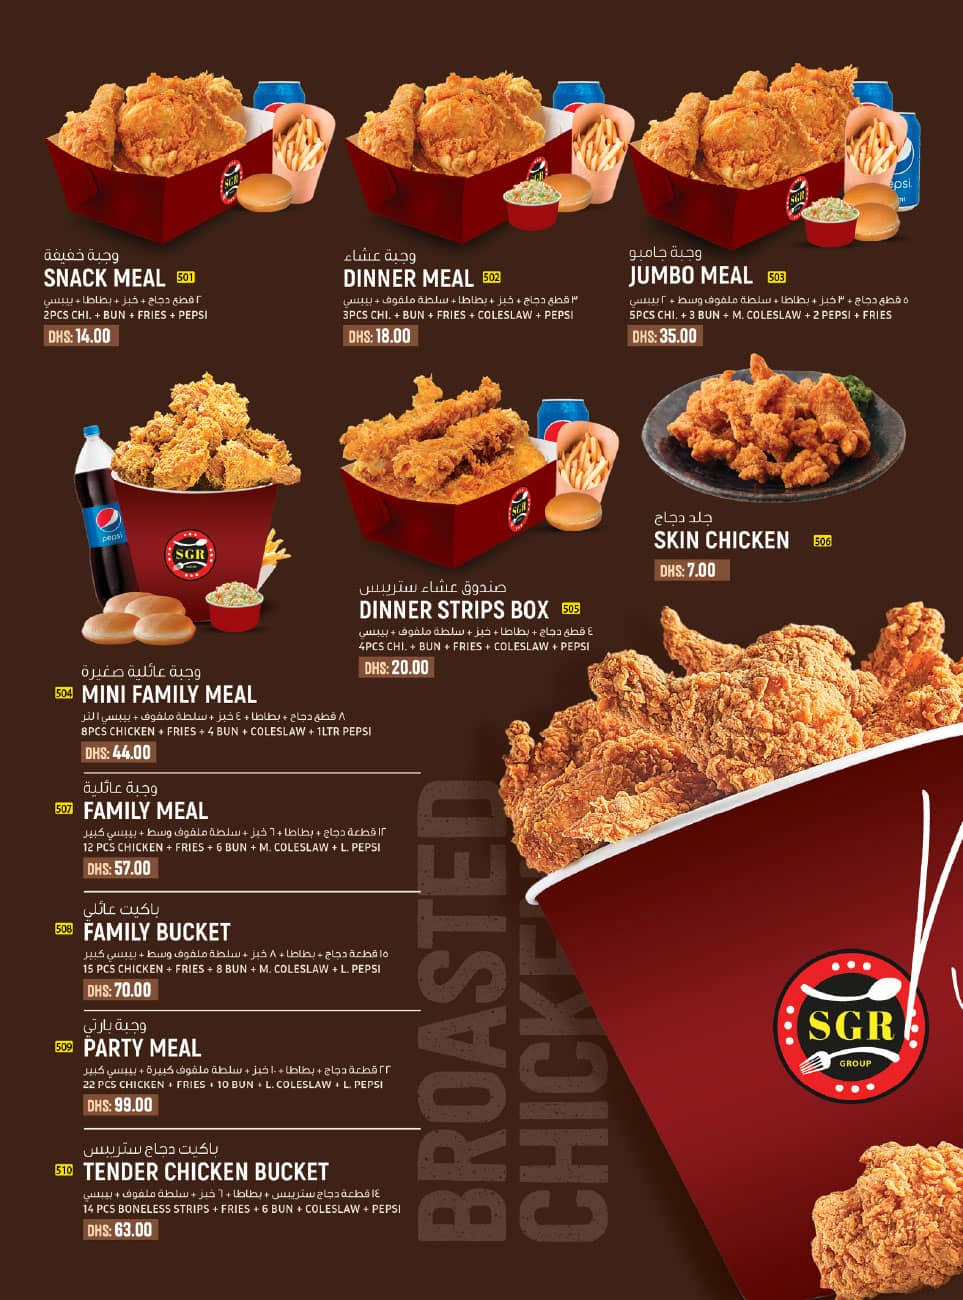 وجبة خفيفة
SNACK MEAL 501
٢ قطع دجاج + خبز + بطاطا + بيبسي
2PCS CHI. + BUN + FRIES + PEPSI
DHS: 14.00
وجبة عشاء
DINNER MEAL 502
٣ قطع دجاج + خبز + بطاطا + سلطة ملفوف + بيبسي
3PCS CHI. + BUN + FRIES + COLESLAW + PEPSI
DHS: 18.00
وجبة جامبو
JUMBO MEAL 503
٥ قطع دجاج + ٣ خبز + بطاطا + سلطة ملفوف وسط + ٢ بيبسي
5PCS CHI. + 3 BUN + M. COLESLAW + 2 PEPSI + FRIES
DHS: 35.00
SGR
SGR
SGR
pepsi
pepsi
SGR
SGR
جلد دجاج
SKIN CHICKEN 506
DHS: 7.00
صندوق عشاء ستريبس
DINNER STRIPS BOX 505
٤ قطع دجاج + بطاطا + خبز + سلطة ملفوف + بيبسي
4PCS CHI. + BUN + FRIES + COLESLAW + PEPSI
DHS: 20.00
وجبة عائلية صغيرة
504 MINI FAMILY MEAL
٨ قطع دجاج + بطاطا + ٤ خبز + سلطة ملفوف + بيبسي ١ لتر
8PCS CHICKEN + FRIES + 4 BUN + COLESLAW + 1LTR PEPSI
DHS: 44.00
وجبة عائلية
507 FAMILY MEAL
١٢ قطعة دجاج + بطاطا + ٦ خبز + سلطة ملفوف وسط + بيبسي كبير
12 PCS CHICKEN + FRIES + 6 BUN + M. COLESLAW + L. PEPSI
DHS: 57.00
باكيت عائلي
508 FAMILY BUCKET
١٥ قطعة دجاج + بطاطا + ٨ خبز + سلطة ملفوف وسط + بيبسي كبير
15 PCS CHICKEN + FRIES + 8 BUN + M. COLESLAW + L. PEPSI
DHS: 70.00
وجبة بارتي
509 PARTY MEAL
٢٢ قطعة دجاج + بطاطا + ١٠ خبز + سلطة ملفوف كبيرة + بيبسي كبير
22 PCS CHICKEN + FRIES + 10 BUN + L. COLESLAW + L. PEPSI
DHS: 99.00
باكيت دجاج ستريبس
510 TENDER CHICKEN BUCKET
١٤ قطعة دجاج ستريبس + بطاطا + ٦ خبز + سلطة ملفوف + بيبسي
14 PCS BONELESS STRIPS + FRIES + 6 BUN + COLESLAW + PEPSI
DHS: 63.00
BROASTED
CHICKEN
SGR
GROUP